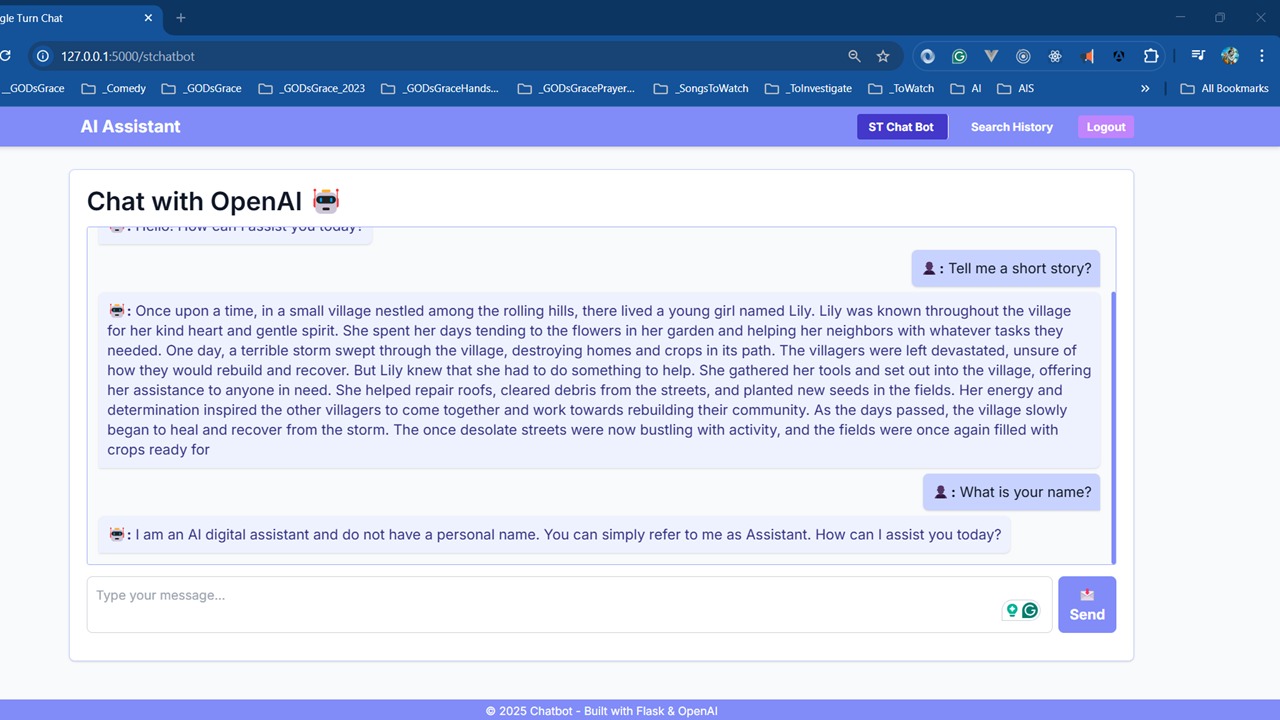 gle Turn Chat
127.0.0.1:5000/stchatbot
__GODsGrace
_Comedy
_GODsGrace
_GODsGrace_2023
_GODsGraceHands...
_GODsGracePrayer...
_SongsToWatch
_ToInvestigate
_ToWatch
AI
AIS
»
All Bookmarks
AI Assistant
ST Chat Bot
Search History
Logout
Chat with OpenAI
: Hello! How can I assist you today?
: Tell me a short story?
: Once upon a time, in a small village nestled among the rolling hills, there lived a young girl named Lily. Lily was known throughout the village
for her kind heart and gentle spirit. She spent her days tending to the flowers in her garden and helping her neighbors with whatever tasks they
needed. One day, a terrible storm swept through the village, destroying homes and crops in its path. The villagers were left devastated, unsure of
how they would rebuild and recover. But Lily knew that she had to do something to help. She gathered her tools and set out into the village, offering
her assistance to anyone in need. She helped repair roofs, cleared debris from the streets, and planted new seeds in the fields. Her energy and
determination inspired the other villagers to come together and work towards rebuilding their community. As the days passed, the village slowly
began to heal and recover from the storm. The once desolate streets were now bustling with activity, and the fields were once again filled with
crops ready for
: What is your name?
: I am an AI digital assistant and do not have a personal name. You can simply refer to me as Assistant. How can I assist you today?
Type your message...
Send
© 2025 Chatbot - Built with Flask & OpenAI